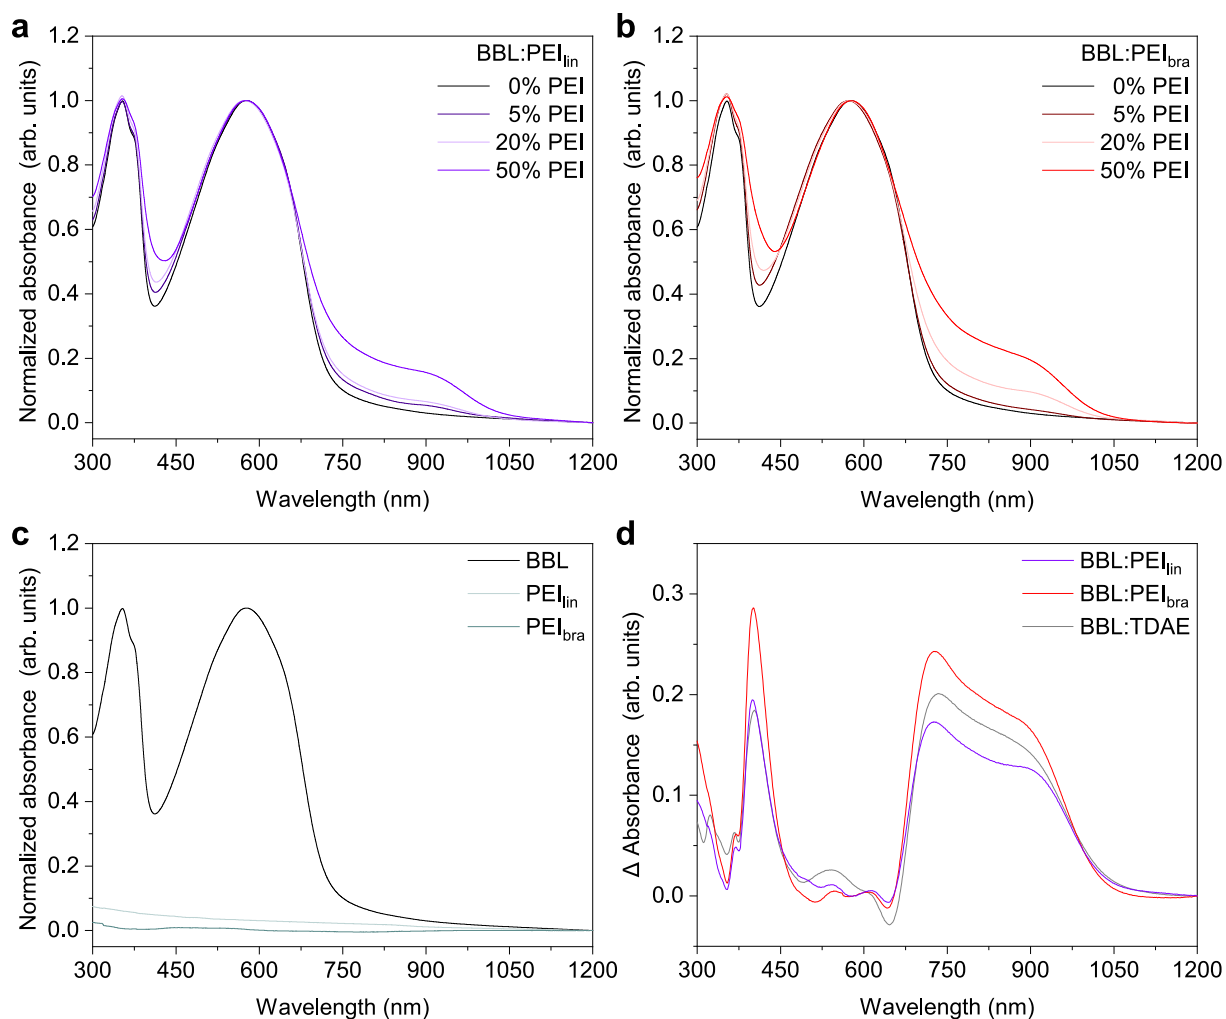 a
BBL:PEIlin
0% PEI
5% PEI
20% PEI
50% PEI
Normalized absorbance (arb. units)
1.2
1.0
0.8
0.6
0.4
0.2
0.0
300 450 600 750 900 1050 1200
Wavelength (nm)
b
BBL:PEIbra
0% PEI
5% PEI
20% PEI
50% PEI
Normalized absorbance (arb. units)
1.2
1.0
0.8
0.6
0.4
0.2
0.0
300 450 600 750 900 1050 1200
Wavelength (nm)
c
BBL
PEIlin
PEIbra
Normalized absorbance (arb. units)
1.2
1.0
0.8
0.6
0.4
0.2
0.0
300 450 600 750 900 1050 1200
Wavelength (nm)
d
BBL:PEIlin
BBL:PEIbra
BBL:TDAE
Δ Absorbance (arb. units)
0.3
0.2
0.1
0.0
300 450 600 750 900 1050 1200
Wavelength (nm)